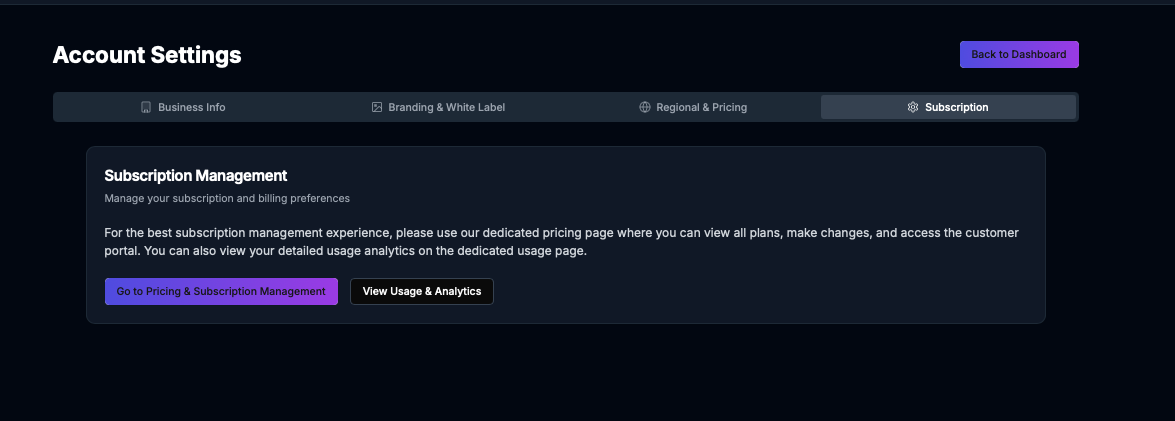 Account Settings
Back to Dashboard
Business Info
Branding & White Label
Regional & Pricing
Subscription
Subscription Management
Manage your subscription and billing preferences
For the best subscription management experience, please use our dedicated pricing page where you can view all plans, make changes, and access the customer
portal. You can also view your detailed usage analytics on the dedicated usage page.
Go to Pricing & Subscription Management
View Usage & Analytics